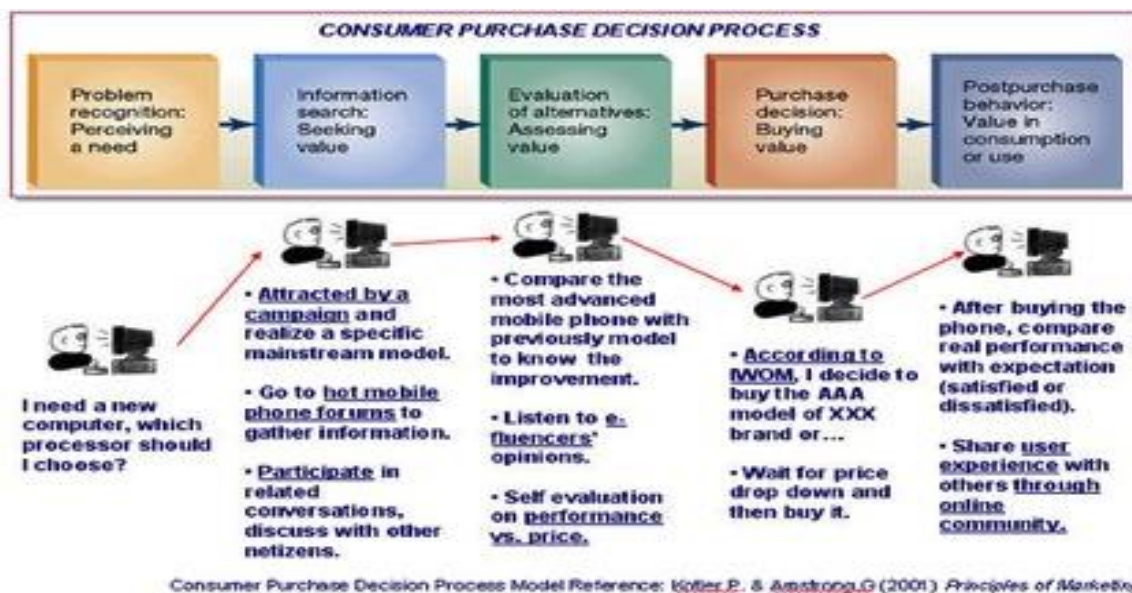 CONSUMER PURCHASE DECISION PROCESS
Problem
recognition:
Perceiving
a need
Information
search:
Seeking
value
Evaluation
of alternatives:
Assessing
value
Purchase
decision:
Buying
value
Postpurchase
behavior:
Value in
consumption
or use
I need a new
computer, which
processor should
I choose?
• Attracted by a
campaign and
realize a specific
mainstream model.
• Go to hot mobile
phone forums to
gather information.
• Participate in
related
conversations,
discuss with other
netizens.
• Compare the
most advanced
mobile phone with
previously model
to know the
improvement.
• Listen to e-
fluencers'
opinions.
• Self evaluation
on performance
vs. price.
• According to
IWOM, I decide to
buy the AAA
model of XXX
brand or...
• Wait for price
drop down and
then buy it.
• After buying the
phone, compare
real performance
with expectation
(satisfied or
dissatisfied).
• Share user
experience with
others through
online
community.
Consumer Purchase Decision Process Model Reference: Kotler,P. & Amstrong,G (2001) Principles of Marketing